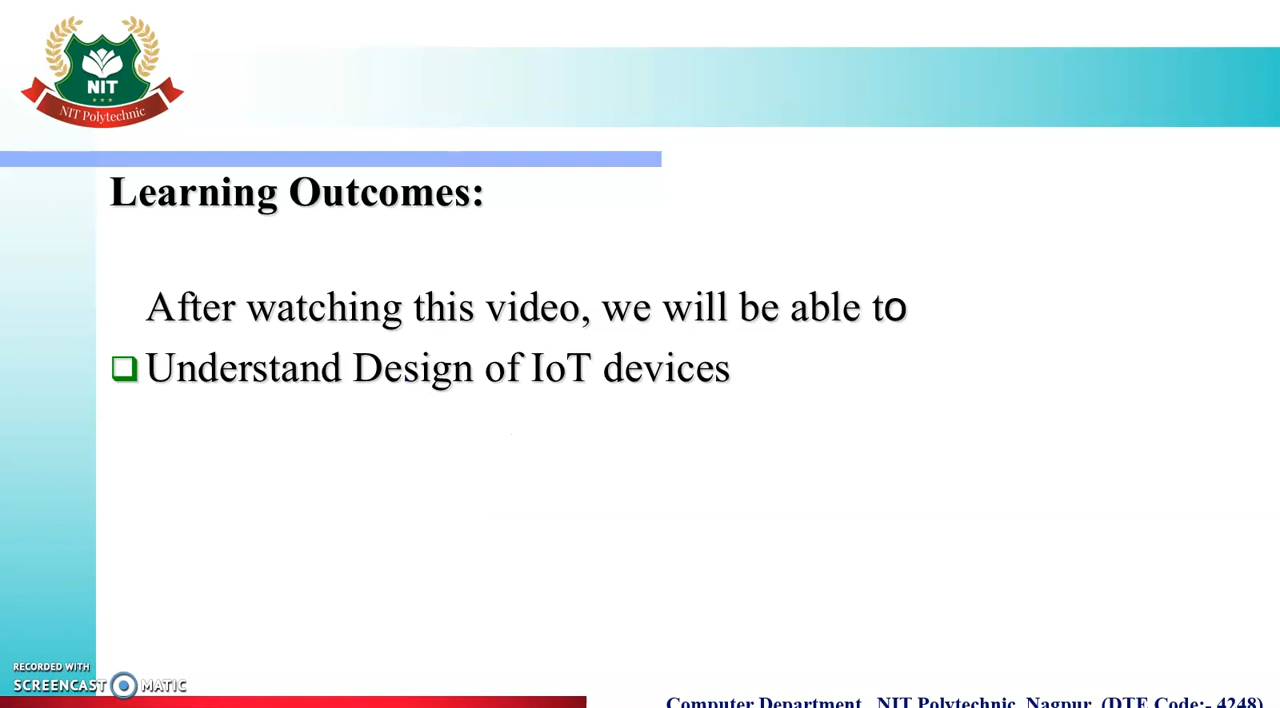 NIT
NIT Polytechnic
Learning Outcomes:
After watching this video, we will be able to
Understand Design of IoT devices
RECORDED WITH
SCREENCAST MATIC
Computer Department, NIT Polytechnic, Nagpur, (DTE Code:- 4248)